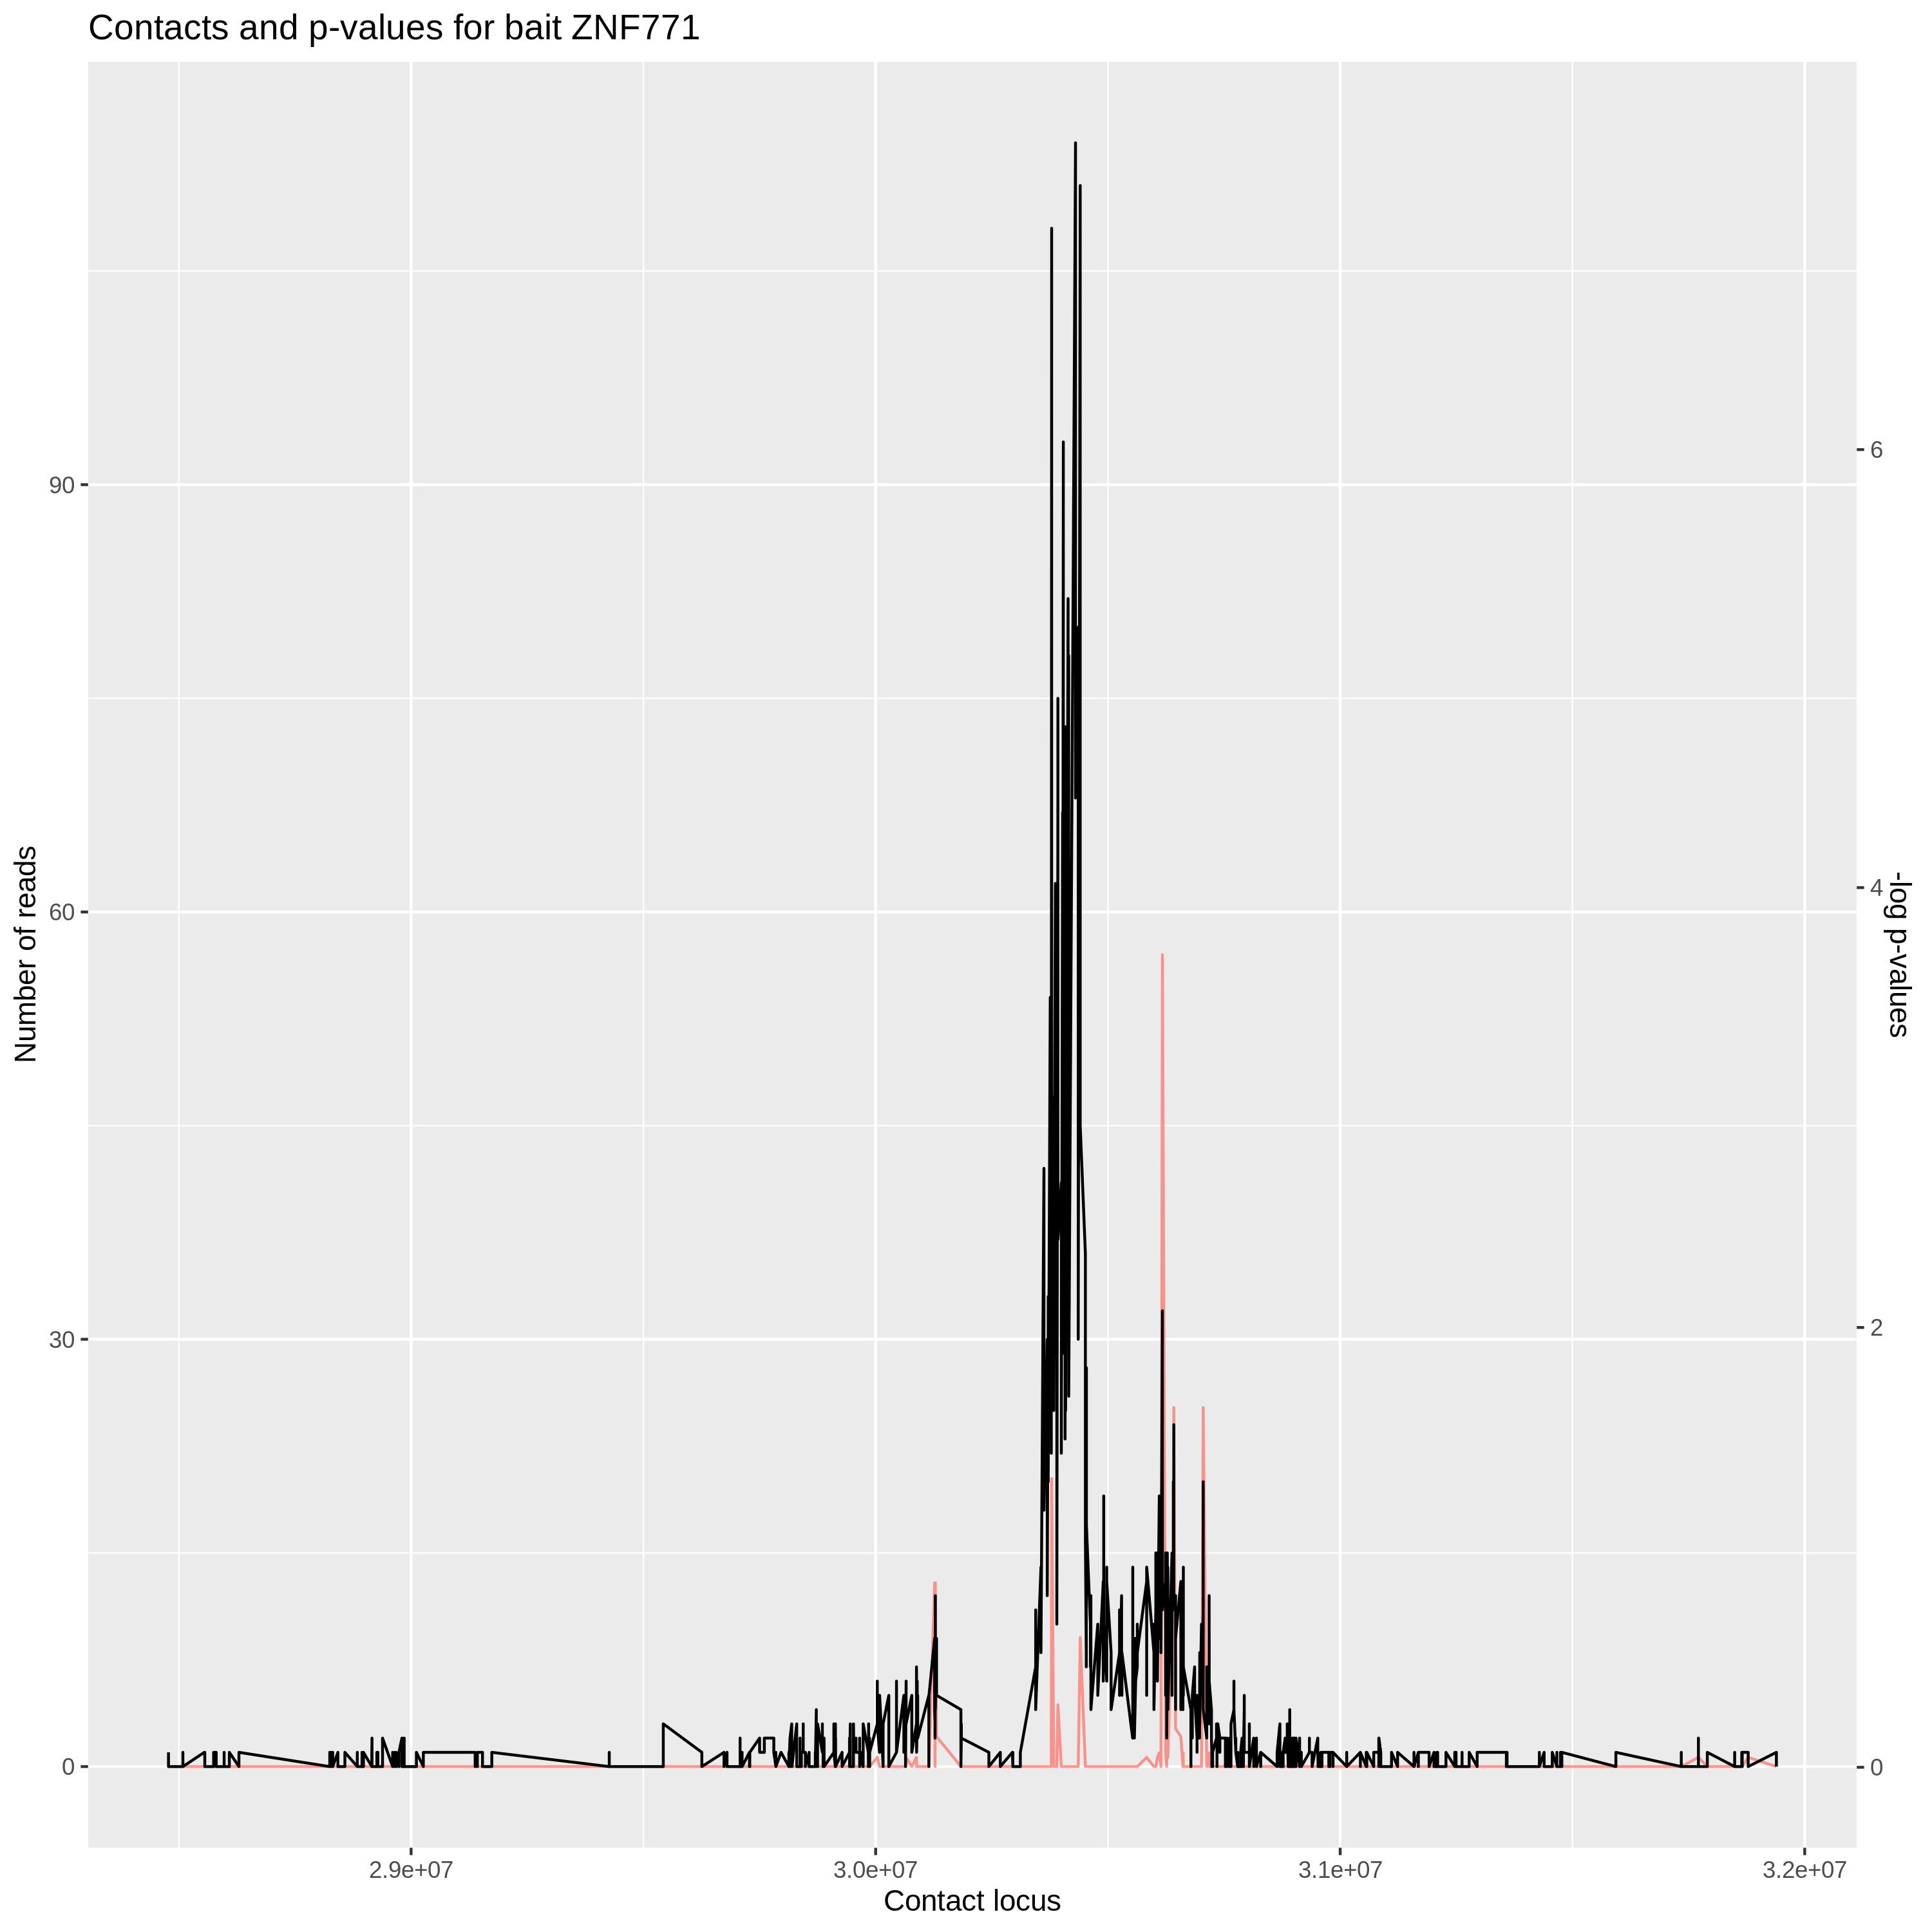 Contacts and p-values for bait ZNF771
Number of reads
90
60
30
0
6
4
2
0
-log p-values
2.9e+07
3.0e+07
3.1e+07
3.2e+07
Contact locus